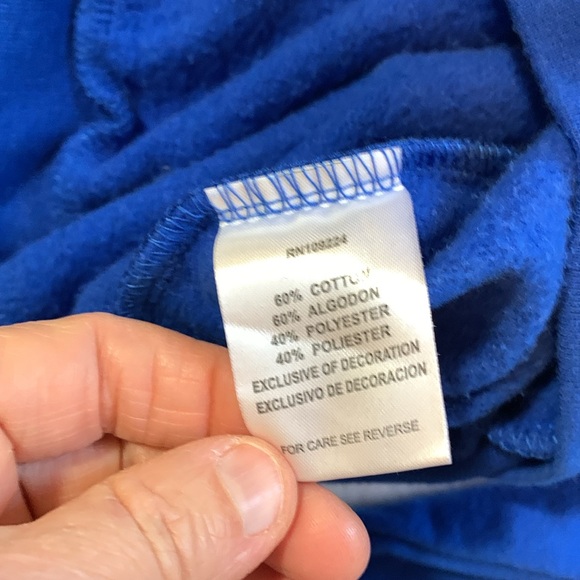 RN109224
60% COTTON
60% ALGODON
40% POLYESTER
40% POLIESTER
EXCLUSIVE OF DECORATION
EXCLUSIVO DE DECORACION
FOR CARE SEE REVERSE